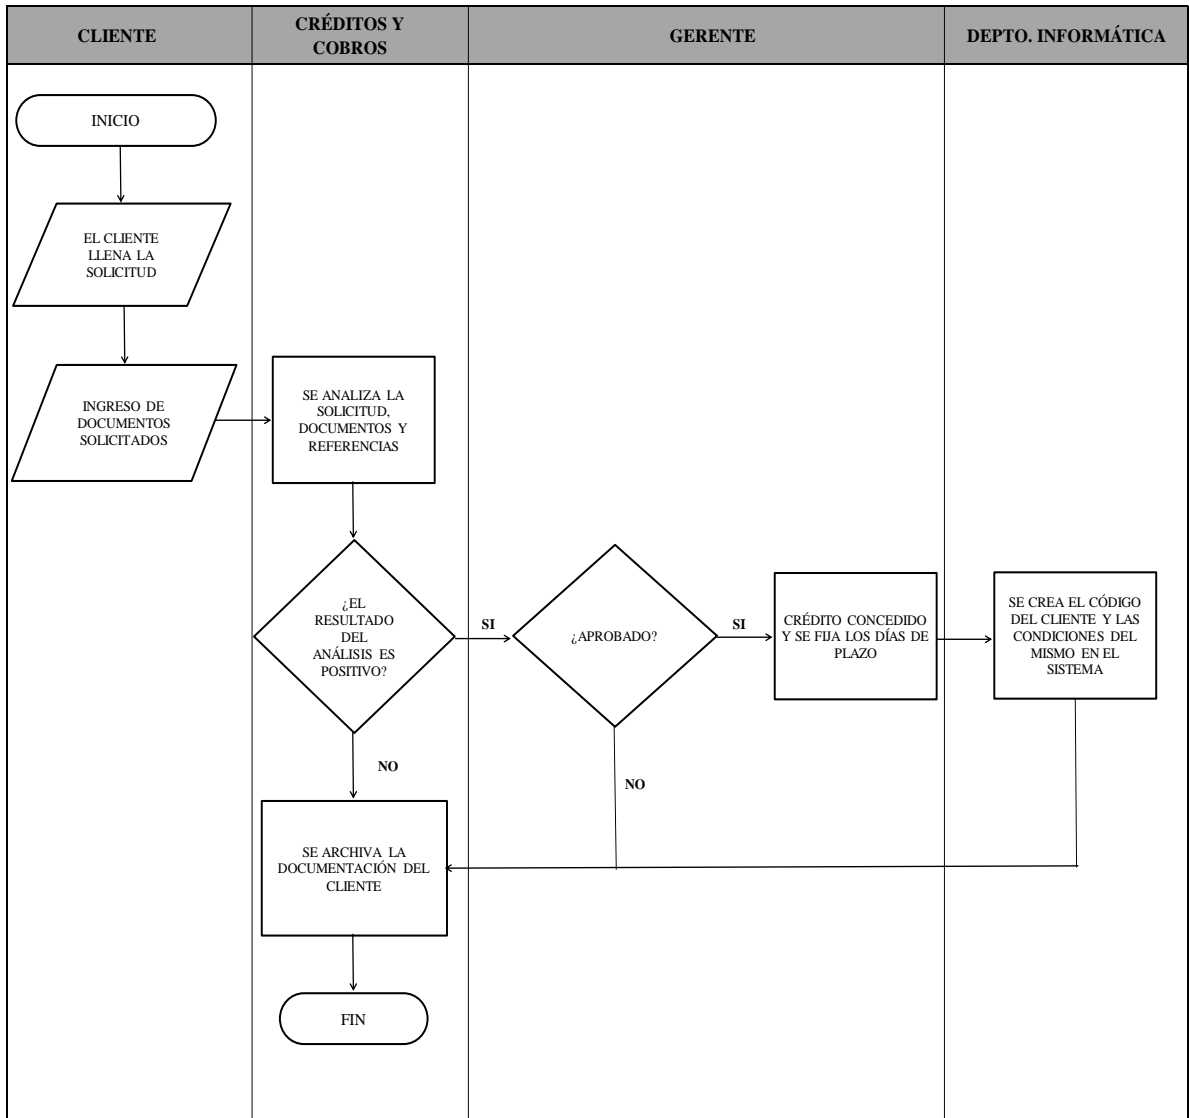 CLIENTE
CRÉDITOS Y
COBROS
GERENTE
DEPTO. INFORMÁTICA
INICIO
EL CLIENTE
LLENA LA
SOLICITUD
INGRESO DE
DOCUMENTOS
SOLICITADOS
SE ANALIZA LA
SOLICITUD,
DOCUMENTOS Y
REFERENCIAS
¿EL
RESULTADO
DEL
ANÁLISIS ES
POSITIVO?
SI
¿APROBADO?
SI
CRÉDITO CONCEDIDO
Y SE FIJA LOS DÍAS DE
PLAZO
SE CREA EL CÓDIGO
DEL CLIENTE Y LAS
CONDICIONES DEL
MISMO EN EL
SISTEMA
NO
NO
SE ARCHIVA LA
DOCUMENTACIÓN DEL
CLIENTE
FIN